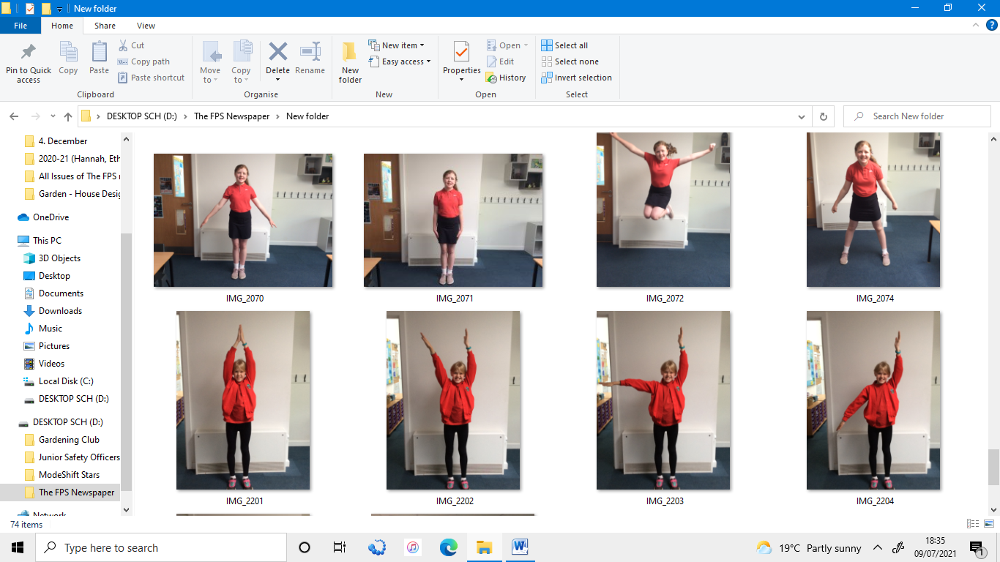 New folder
File Home Share View
Pin to Quick access
Copy
Paste
Cut
Copy path
Paste shortcut
Clipboard
Move to
Copy to
Delete
Rename
Organise
New folder
New item
Easy access
New
Properties
Open
Edit
History
Open
Select all
Select none
Invert selection
Select
DESKTOP SCH (D:) The FPS Newspaper New folder
Search New folder
4. December
2020-21 (Hannah, Eth
All Issues of The FPS
Garden - House Desig
OneDrive
This PC
3D Objects
Desktop
Documents
Downloads
Music
Pictures
Videos
Local Disk (C:)
DESKTOP SCH (D:)
DESKTOP SCH (D:)
Gardening Club
Junior Safety Officers
ModeShift Stars
The FPS Newspaper
Network
IMG_2070 IMG_2071 IMG_2072 IMG_2074
IMG_2201 IMG_2202 IMG_2203 IMG_2204
74 items
Type here to search
19°C Partly sunny
18:35
09/07/2021
1